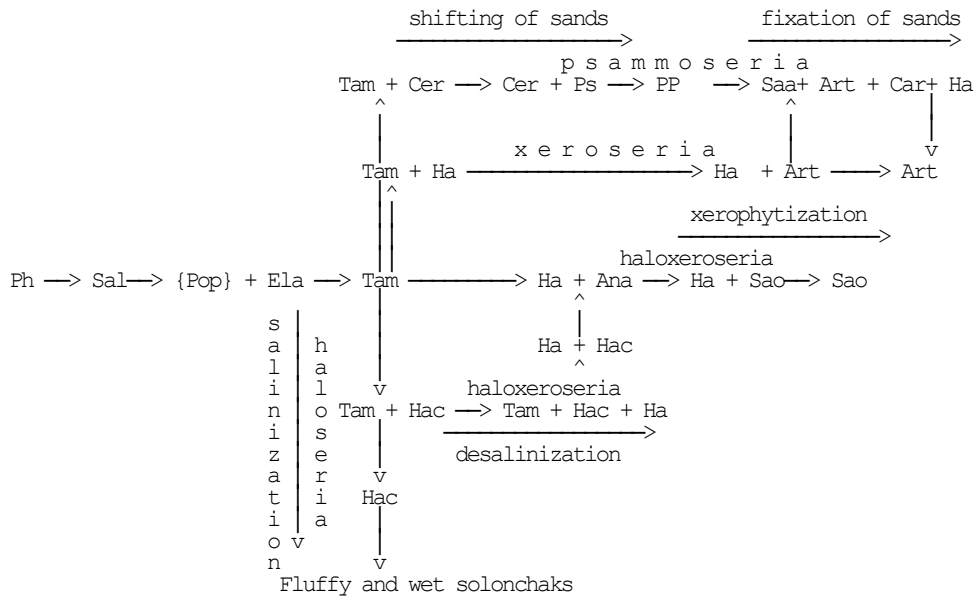 shifting of sands fixation of sands
p s a m m o s e r i a
Tam + Cer —> Cer + Ps —> PP —> Saa+ Art + Car+ Ha
x e r o s e r i a
Tam + Ha ————> Ha + Art ——> Art
xerophytization
haloxeroseria
Ph —> Sal—> {Pop} + Ela —> Tam ————> Ha + Ana —> Ha + Sao—> Sao
salinization
haloseria
Ha + Hac
haloxeroseria
Tam + Hac —> Tam + Hac + Ha
desalinization
Hac
Fluffy and wet solonchaks